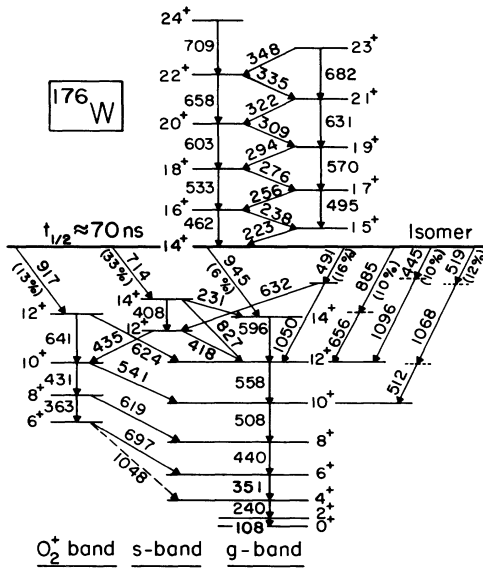 24⁺
709 348 23⁺
22⁺ 335 682
¹⁷⁶W
658 322 21⁺
20⁺ 309 631
603 294 19⁺
18⁺ 276 570
533 256 17⁺
16⁺ 238 495
t₁/₂≈70ns 462 223 15⁺ Isomer
14⁺
917 (13%) 714 (33%) 945 (6%) 632 491 (16%) 885 (10%) 445 (10%) 519 (12%)
14⁺ 231
12⁺ 408 596 14⁺
641 435 12⁺ 827 1050 656 1096 1068
624 418 12⁺
10⁺ 541 558 512
431 10⁺
8⁺ 619 508
363 8⁺
6⁺ 697 440
1048 6⁺
351 4⁺
240 2⁺
108 0⁺
O₂⁺ band s-band g-band